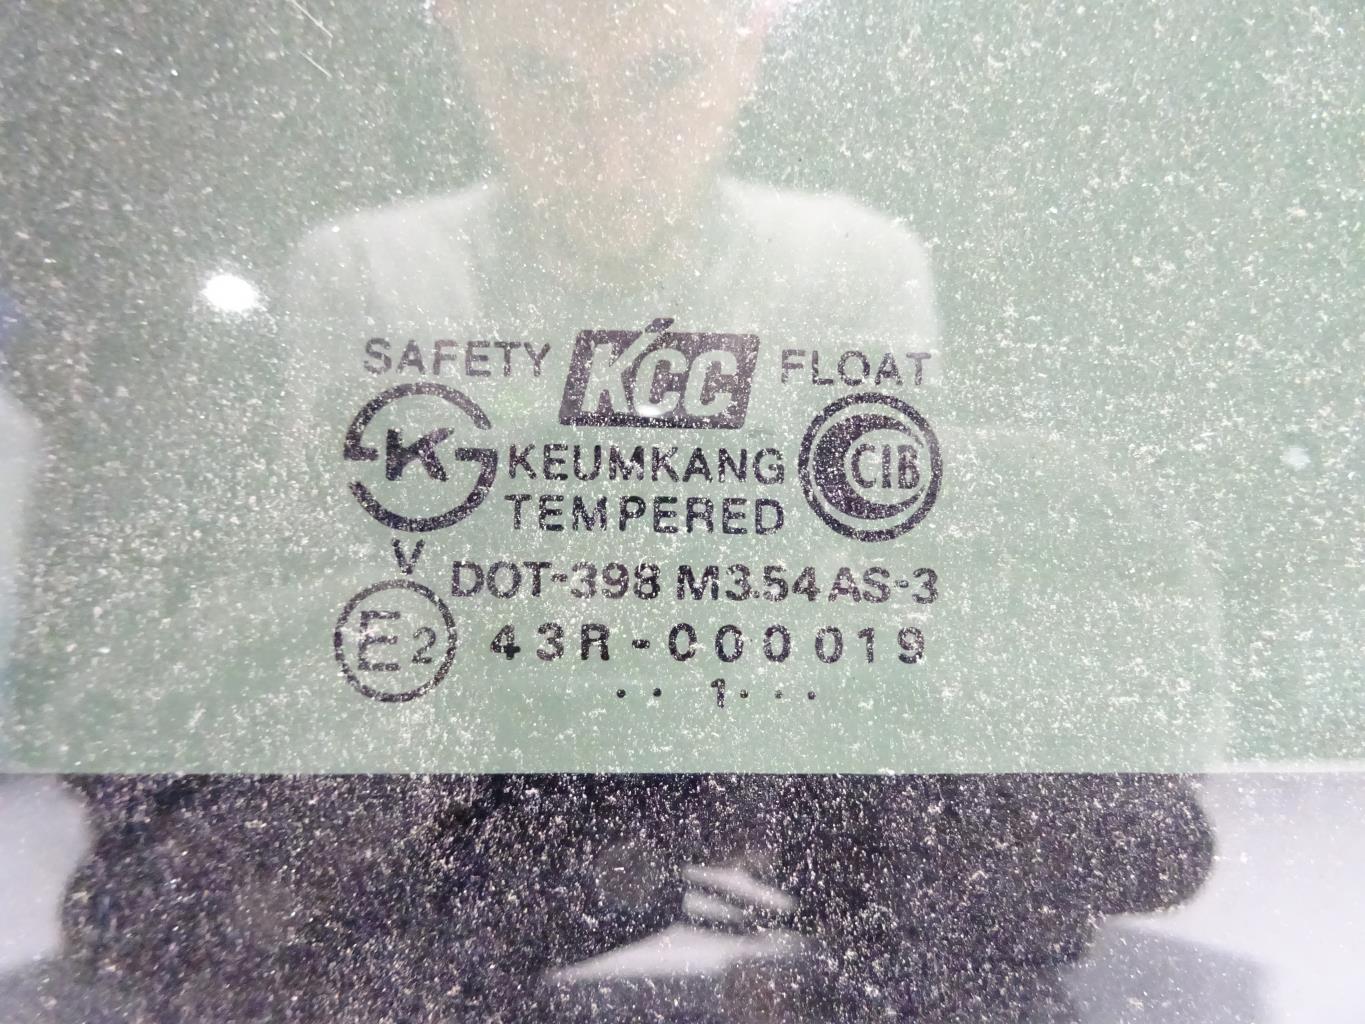 SAFETY KCC FLOAT
K KEUMKANG CIB
TEMPERED
V DOT-398 M3.54 AS-3
E2 43R-000019
·· 1···